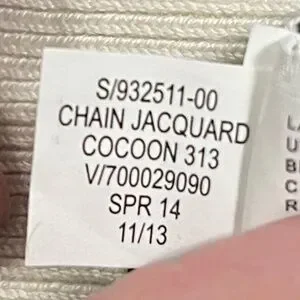 S/932511-00
CHAIN JACQUARD
COCOON 313
V/700029090
SPR 14
11/13